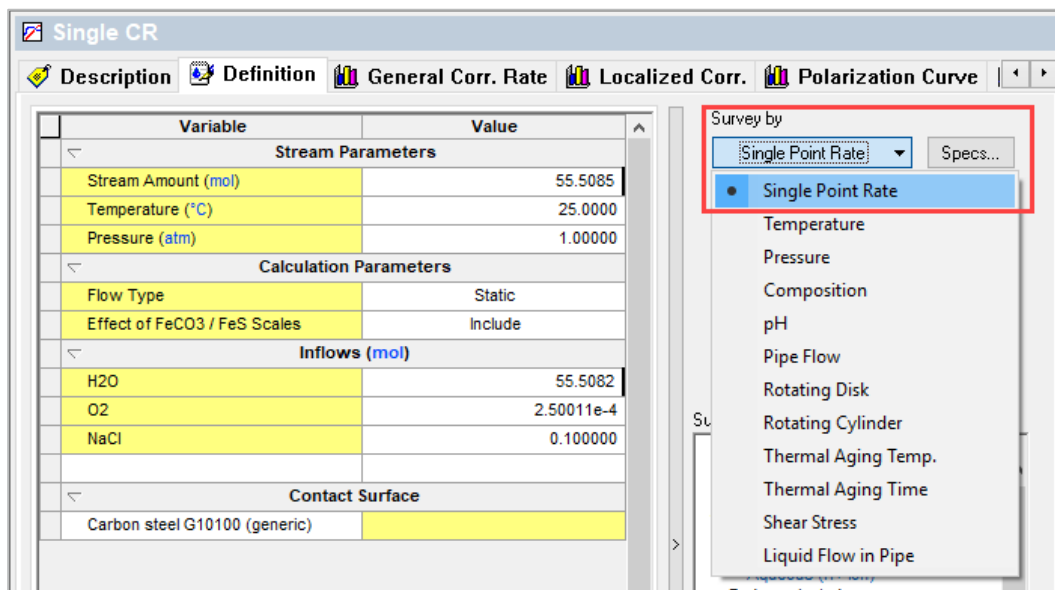 Single CR
Description Definition General Corr. Rate Localized Corr. Polarization Curve
Variable Value
Stream Parameters
Stream Amount (mol) 55.5085
Temperature (°C) 25.0000
Pressure (atm) 1.00000
Calculation Parameters
Flow Type Static
Effect of FeCO3 / FeS Scales Include
Inflows (mol)
H2O 55.5082
O2 2.50011e-4
NaCl 0.100000
Contact Surface
Carbon steel G10100 (generic)
>
Survey by
Single Point Rate Specs...
Single Point Rate
Temperature
Pressure
Composition
pH
Pipe Flow
Rotating Disk
Rotating Cylinder
Thermal Aging Temp.
Thermal Aging Time
Shear Stress
Liquid Flow in Pipe
Su